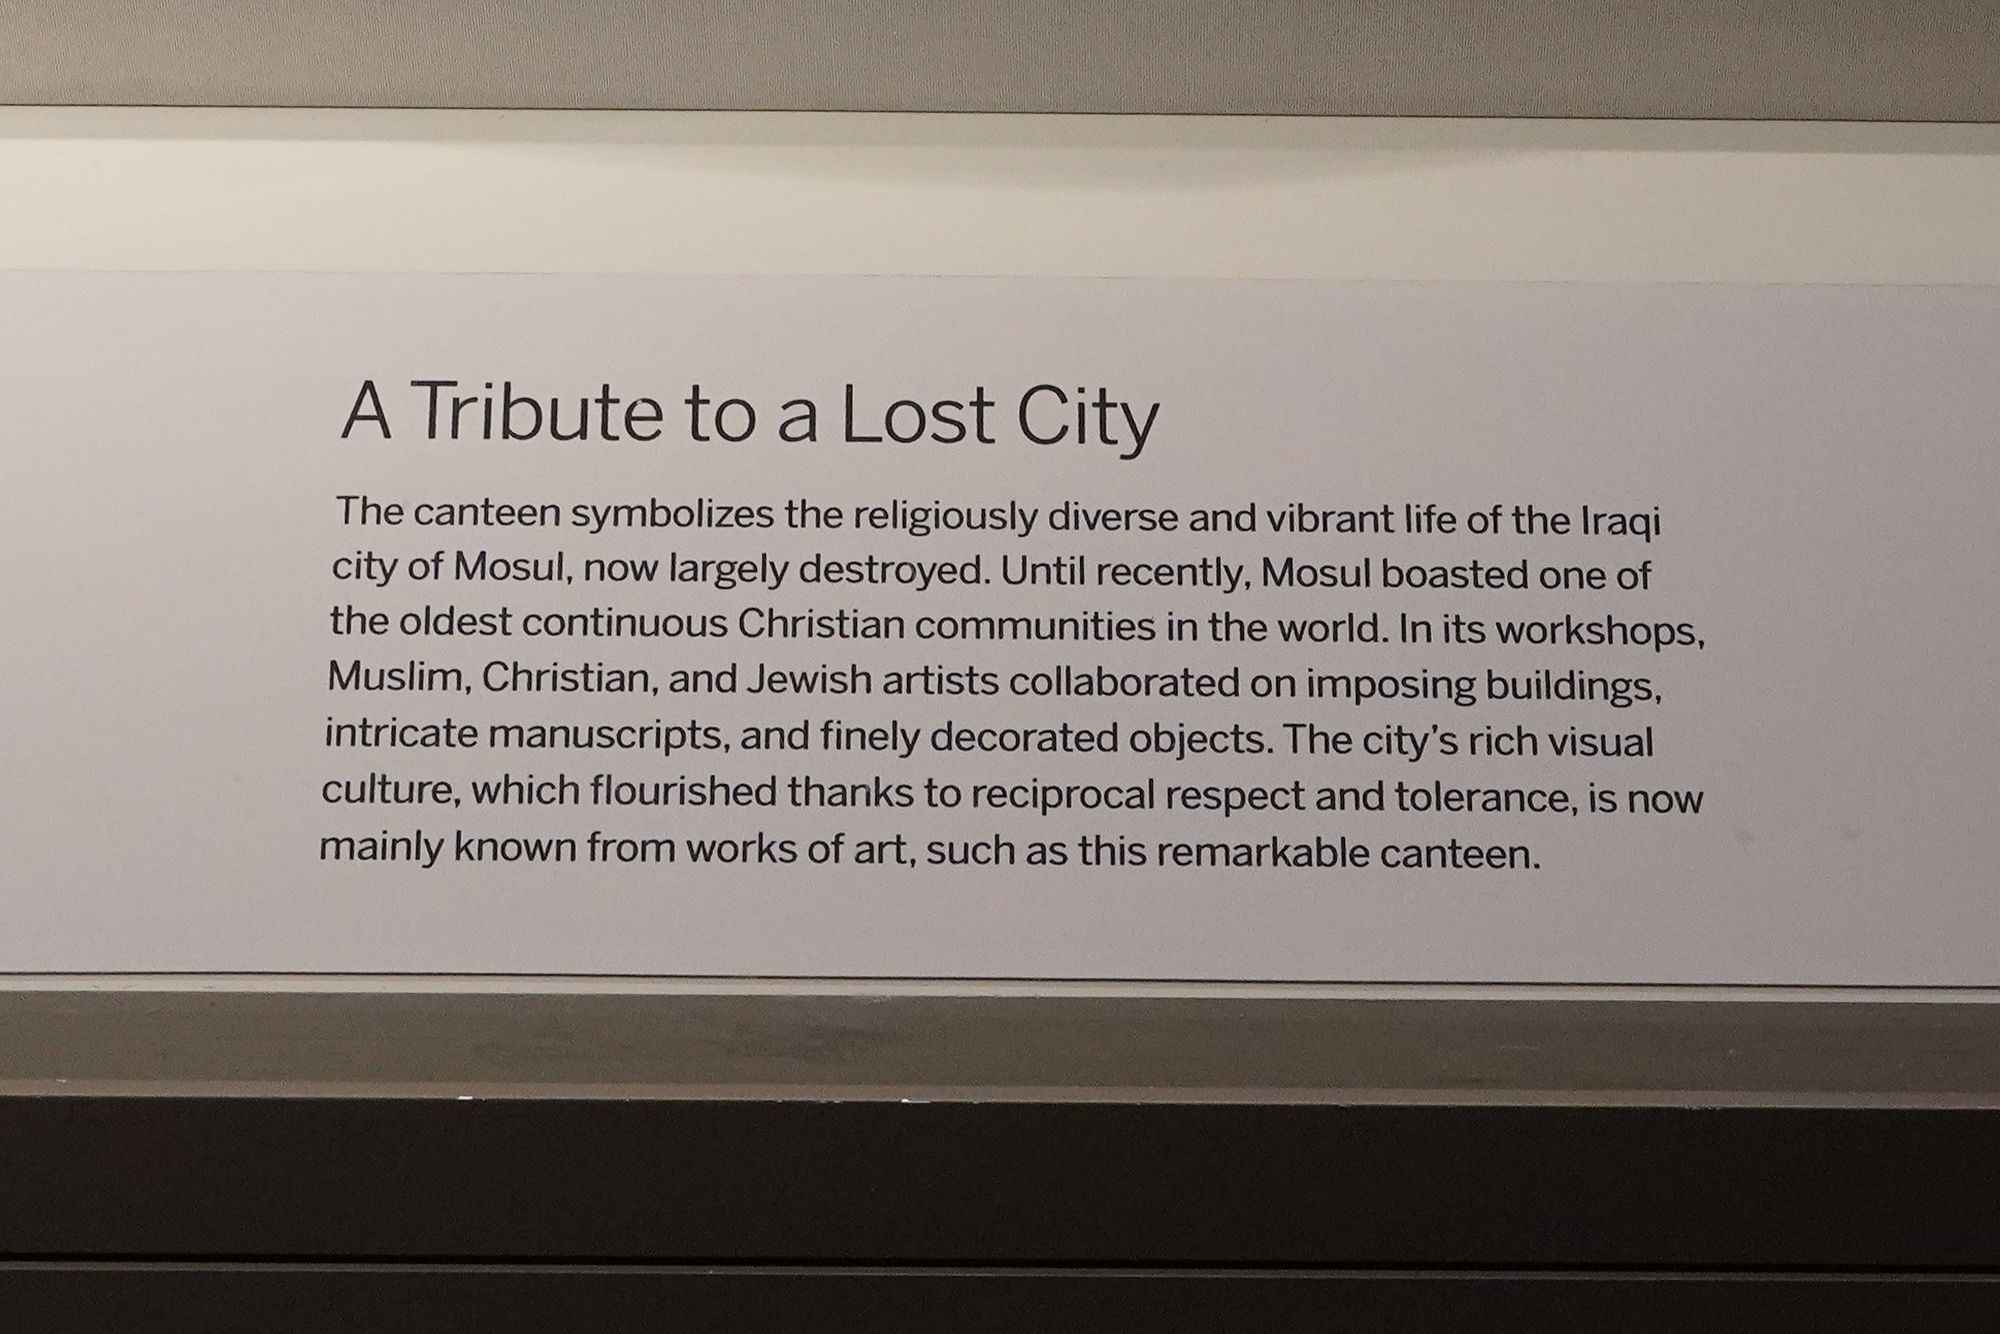 A Tribute to a Lost City
The canteen symbolizes the religiously diverse and vibrant life of the Iraqi
city of Mosul, now largely destroyed. Until recently, Mosul boasted one of
the oldest continuous Christian communities in the world. In its workshops,
Muslim, Christian, and Jewish artists collaborated on imposing buildings,
intricate manuscripts, and finely decorated objects. The city’s rich visual
culture, which flourished thanks to reciprocal respect and tolerance, is now
mainly known from works of art, such as this remarkable canteen.